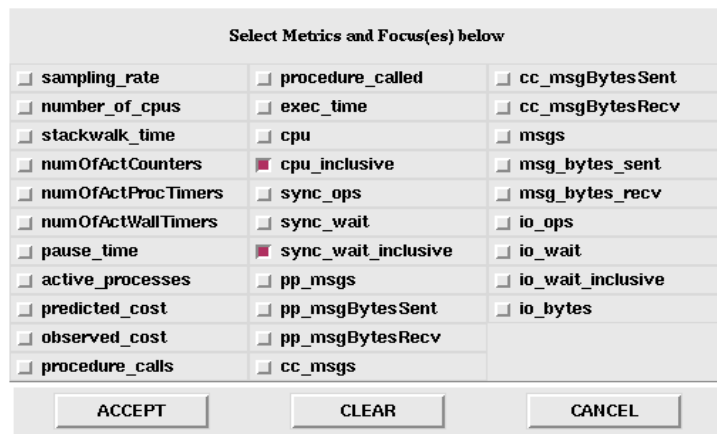 Select Metrics and Focus(es) below
sampling_rate procedure_called cc_msgBytesSent
number_of_cpus exec_time cc_msgBytesRecv
stackwalk_time cpu msgs
numOfActCounters cpu_inclusive msg_bytes_sent
numOfActProcTimers sync_ops msg_bytes_recv
numOfActWallTimers sync_wait io_ops
pause_time sync_wait_inclusive io_wait
active_processes pp_msgs io_wait_inclusive
predicted_cost pp_msgBytesSent io_bytes
observed_cost pp_msgBytesRecv
procedure_calls cc_msgs
ACCEPT CLEAR CANCEL